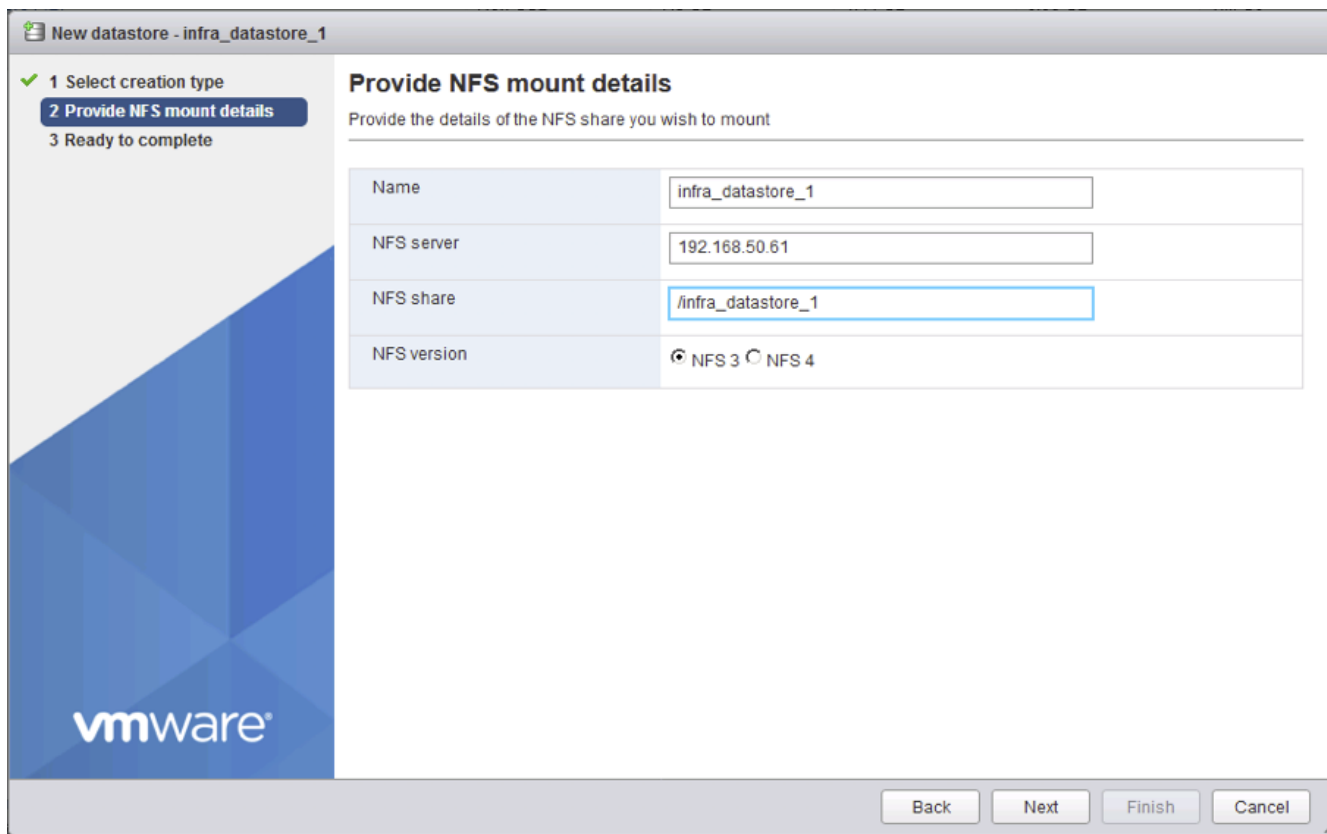 New datastore - infra_datastore_1
1 Select creation type
2 Provide NFS mount details
3 Ready to complete
Provide NFS mount details
Provide the details of the NFS share you wish to mount
Name infra_datastore_1
NFS server 192.168.50.61
NFS share /infra_datastore_1
NFS version NFS 3 NFS 4
vmware®
Back Next Finish Cancel